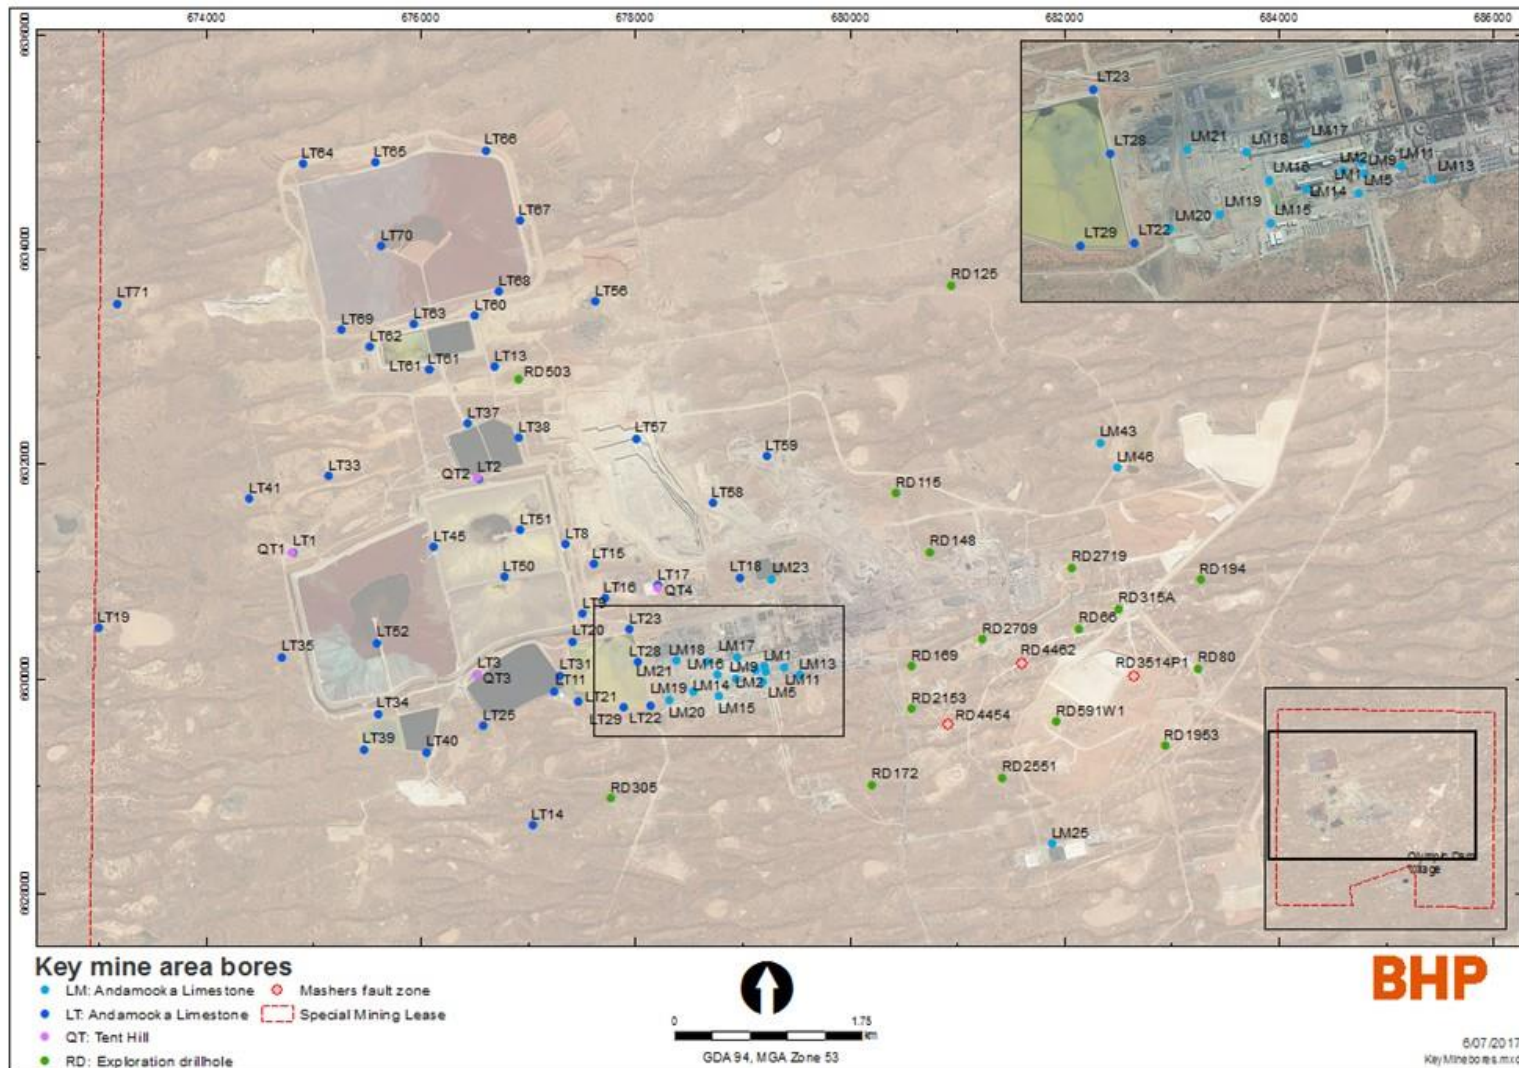 674000 676000 678000 680000 682000 684000 686000
LT23
LT28 LM21 LM18 LM17
LM16 LM2 LM9 LM11 LM13
LM1 LM5
LM14
LM19 LM15
LT29 LT22 LM20
LT64 LT65 LT66
LT67
LT70
RD125
LT71 LT68
LT63 LT60 LT56
LT69 LT62
LT61 LT61 LT13
RD503
LT37 LT38 LT57
LT59 LM43
LM46
LT33 QT2 LT2
LT41 LT58 RD115
LT51 LT8
QT1 LT1 LT45 LT15 RD148
RD2719
LT50 LT17 LT18 LM23 RD194
LT16 QT4
LT9 RD315A
LT19 LT23 RD66
LT52 LT20 RD2709
LT35 LT28 LM18 LM17 RD4462
LT3 LT31 LM21 LM16 LM9 LM1 LM13 RD169 RD3514P1 RD80
QT3 LT11 LM19 LM14 LM2 LM11
LT34 LT21 LM5 RD2153
LT25 LT29 LT22 LM20 LM15 RD4454 RD591W1
LT39 LT40 RD1953
RD305 RD172 RD2551
LT14 LM25
Key mine area bores
LM: Andamooka Limestone
LT: Andamooka Limestone
QT: Tent Hill
RD: Exploration drillhole
Mashers fault zone
Special Mining Lease
0 1.75
km
GDA 94, MGA Zone 53
BHP
6/07/2017
KeyMinebores.mxd